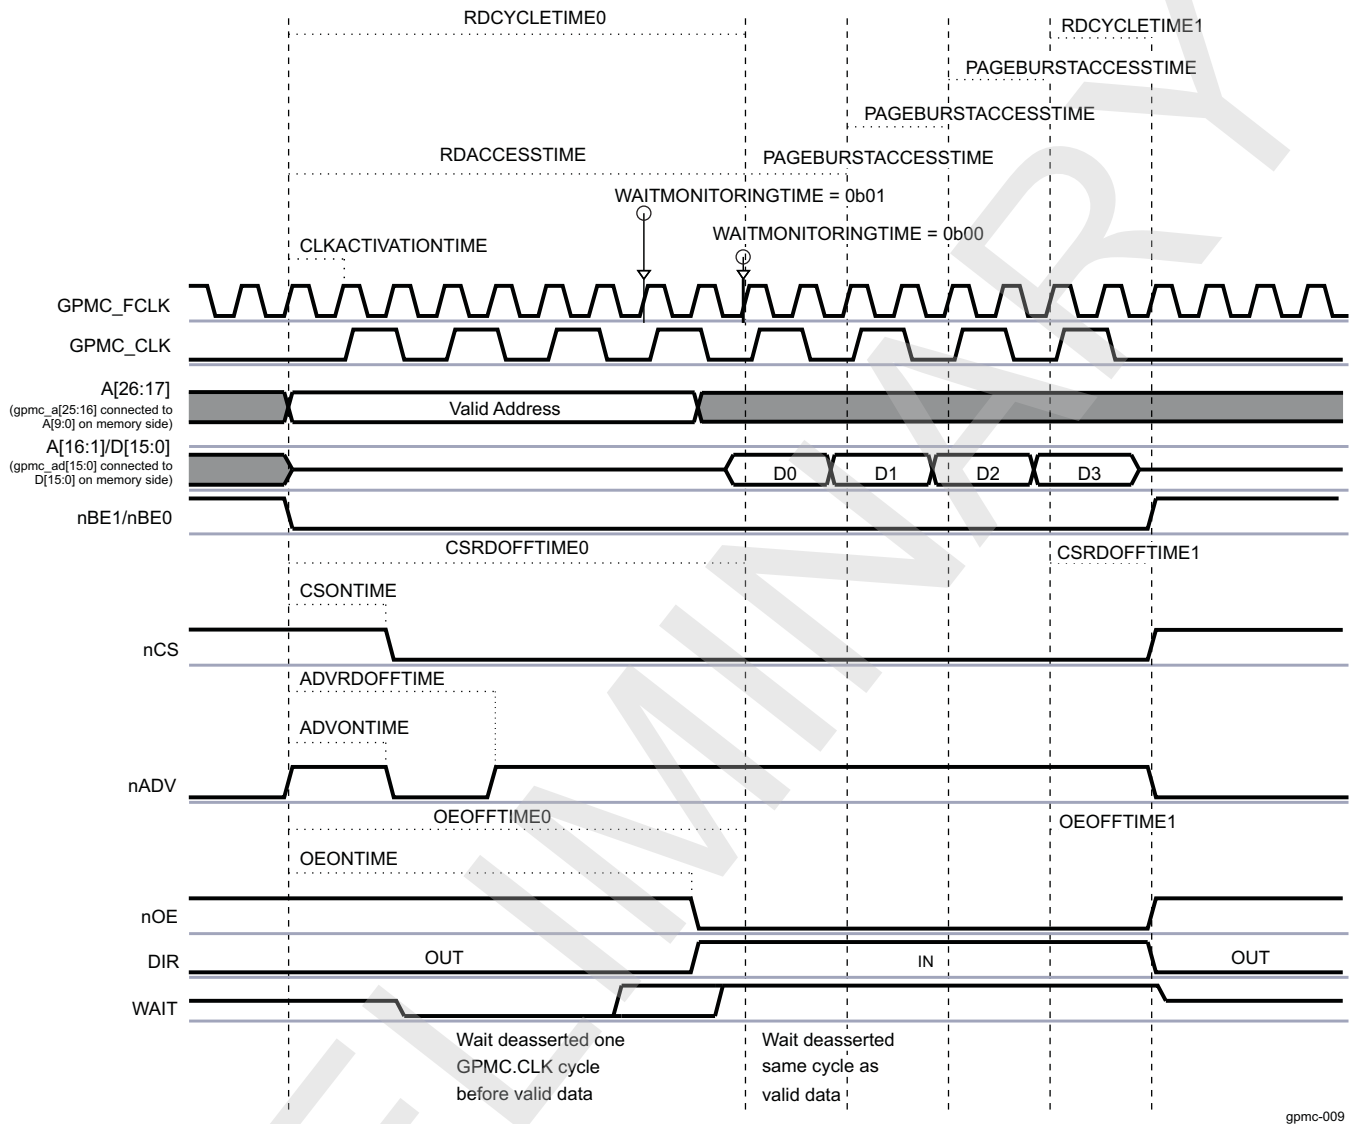 RDCYCLETIME0
RDCYCLETIME1
PAGEBURSTACCESSTIME
PAGEBURSTACCESSTIME
RDACCESSTIME
PAGEBURSTACCESSTIME
WAITMONITORINGTIME = 0b01
WAITMONITORINGTIME = 0b00
CLKACTIVATIONTIME
GPMC_FCLK
GPMC_CLK
A[26:17]
(gpmc_a[25:16] connected to
A[9:0] on memory side)
Valid Address
A[16:1]/D[15:0]
(gpmc_ad[15:0] connected to
D[15:0] on memory side)
D0 D1 D2 D3
nBE1/nBE0
CSRDOFFTIME0
CSRDOFFTIME1
CSONTIME
nCS
ADVRDOFFTIME
ADVONTIME
nADV
OEOFFTIME0
OEOFFTIME1
OEONTIME
nOE
DIR
OUT
IN
OUT
WAIT
Wait deasserted one
GPMC.CLK cycle
before valid data
Wait deasserted
same cycle as
valid data
gpmc-009
ELIMINARY